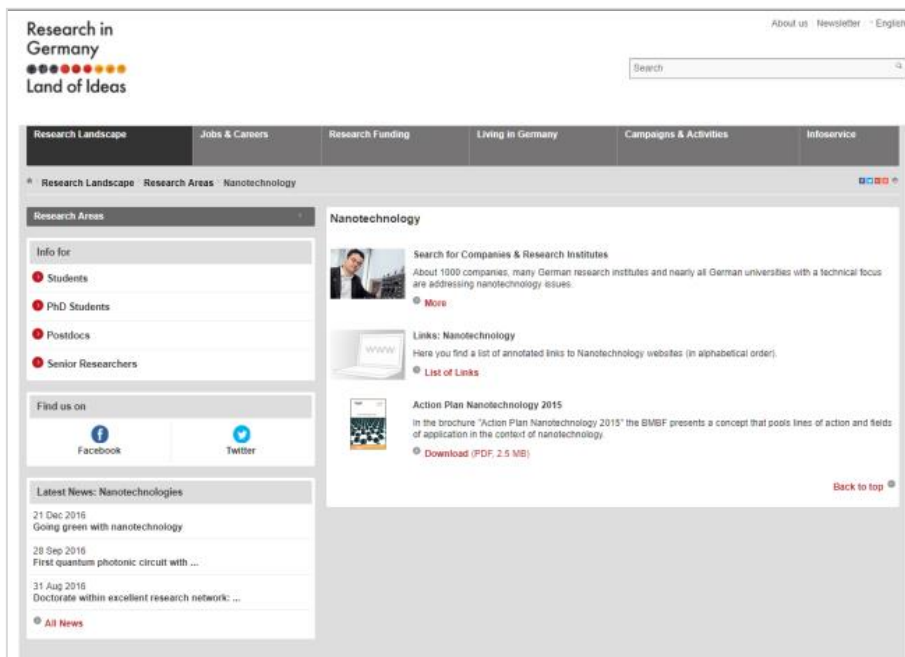 Research in
Germany
Land of Ideas
About us Newsletter English
Search
Research Landscape Jobs & Careers Research Funding Living in Germany Campaigns & Activities Infoservice
Research Landscape Research Areas Nanotechnology
Research Areas
Info for
Students
PhD Students
Postdocs
Senior Researchers
Find us on
Facebook Twitter
Latest News: Nanotechnologies
21 Dec 2016
Going green with nanotechnology
28 Sep 2016
First quantum photonic circuit with ...
31 Aug 2016
Doctorate within excellent research network: ...
All News
Nanotechnology
Search for Companies & Research Institutes
About 1000 companies, many German research institutes and nearly all German universities with a technical focus
are addressing nanotechnology issues.
More
www
Links: Nanotechnology
Here you find a list of annotated links to Nanotechnology websites (in alphabetical order).
List of Links
Action Plan Nanotechnology 2015
In the brochure "Action Plan Nanotechnology 2015" the BMBF presents a concept that pools lines of action and fields
of application in the context of nanotechnology.
Download (PDF, 2.5 MB)
Back to top